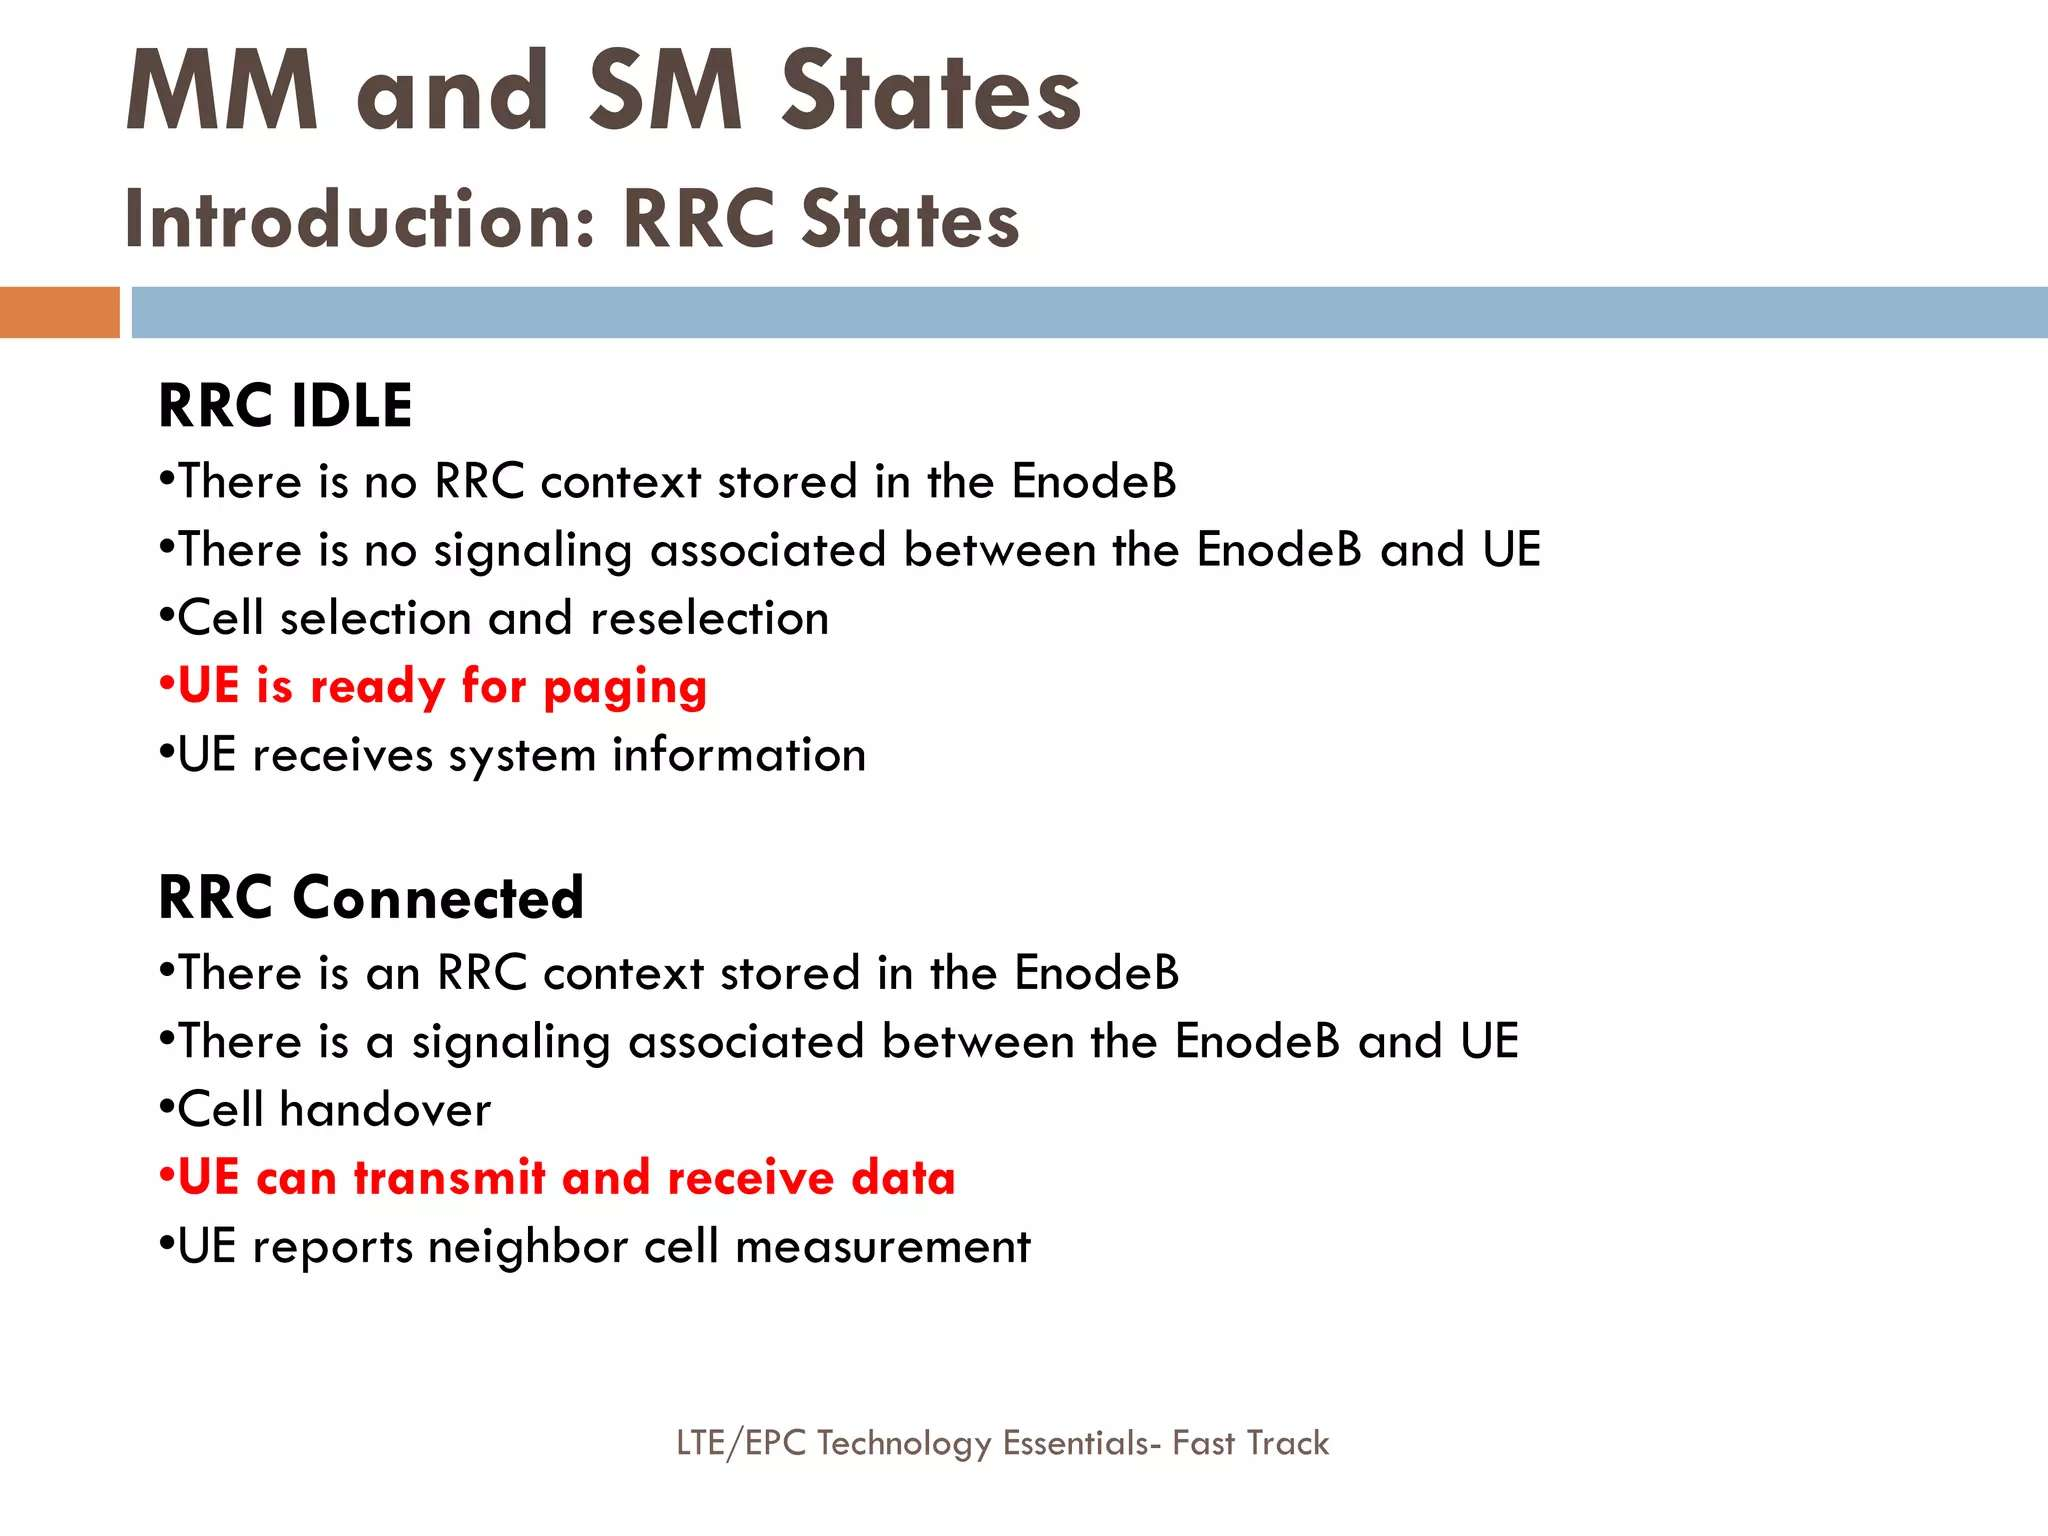 MM and SM States
Introduction: RRC States
RRC IDLE
•There is no RRC context stored in the EnodeB
•There is no signaling associated between the EnodeB and UE
•Cell selection and reselection
•UE is ready for paging
•UE receives system information
RRC Connected
•There is an RRC context stored in the EnodeB
•There is a signaling associated between the EnodeB and UE
•Cell handover
•UE can transmit and receive data
•UE reports neighbor cell measurement
LTE/EPC Technology Essentials- Fast Track